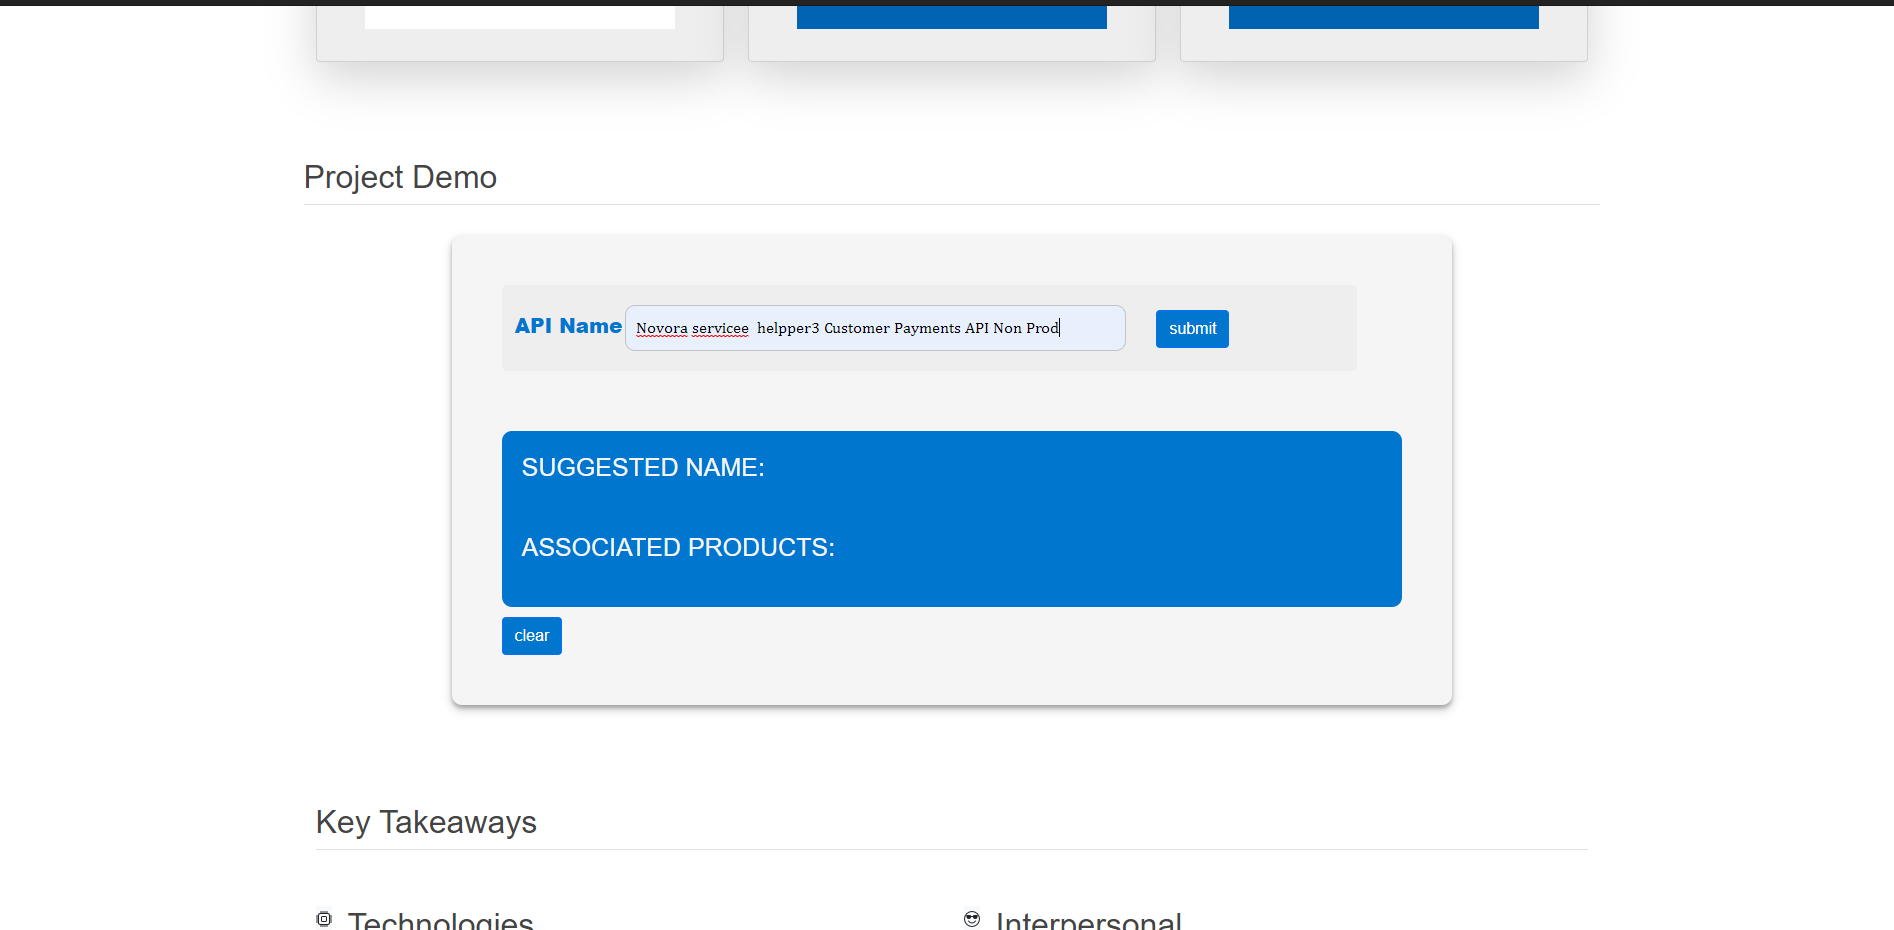 Project Demo
API Name
Novora servicee  helpper3 Customer Payments API Non Prod
submit
SUGGESTED NAME:
ASSOCIATED PRODUCTS:
clear
Key Takeaways
Technologies
Interpersonal